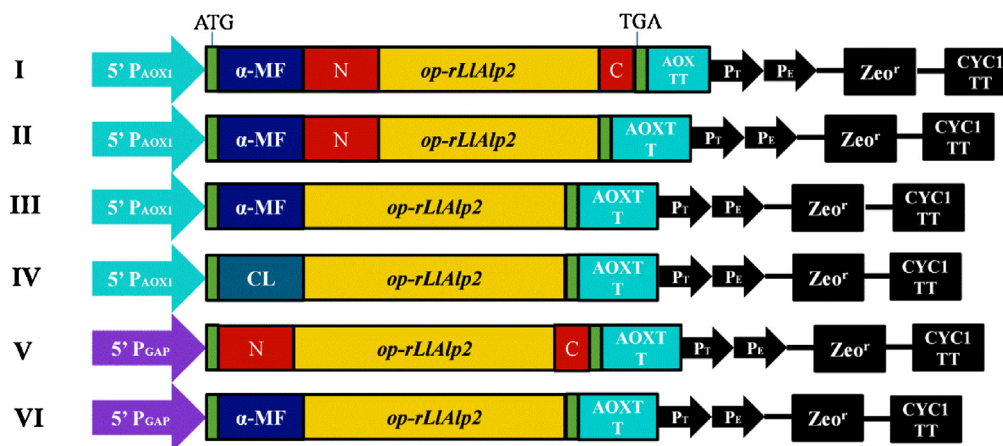 ATG TGA
I 5' PAOX1 α-MF N op-rLlAlp2 C AOX TT PT PE Zeoʳ CYC1 TT
II 5' PAOX1 α-MF N op-rLlAlp2 AOXT T PT PE Zeoʳ CYC1 TT
III 5' PAOX1 α-MF op-rLlAlp2 AOXT T PT PE Zeoʳ CYC1 TT
IV 5' PAOX1 CL op-rLlAlp2 AOXT T PT PE Zeoʳ CYC1 TT
V 5' PGAP N op-rLlAlp2 C AOXT T PT PE Zeoʳ CYC1 TT
VI 5' PGAP α-MF op-rLlAlp2 AOXT T PT PE Zeoʳ CYC1 TT